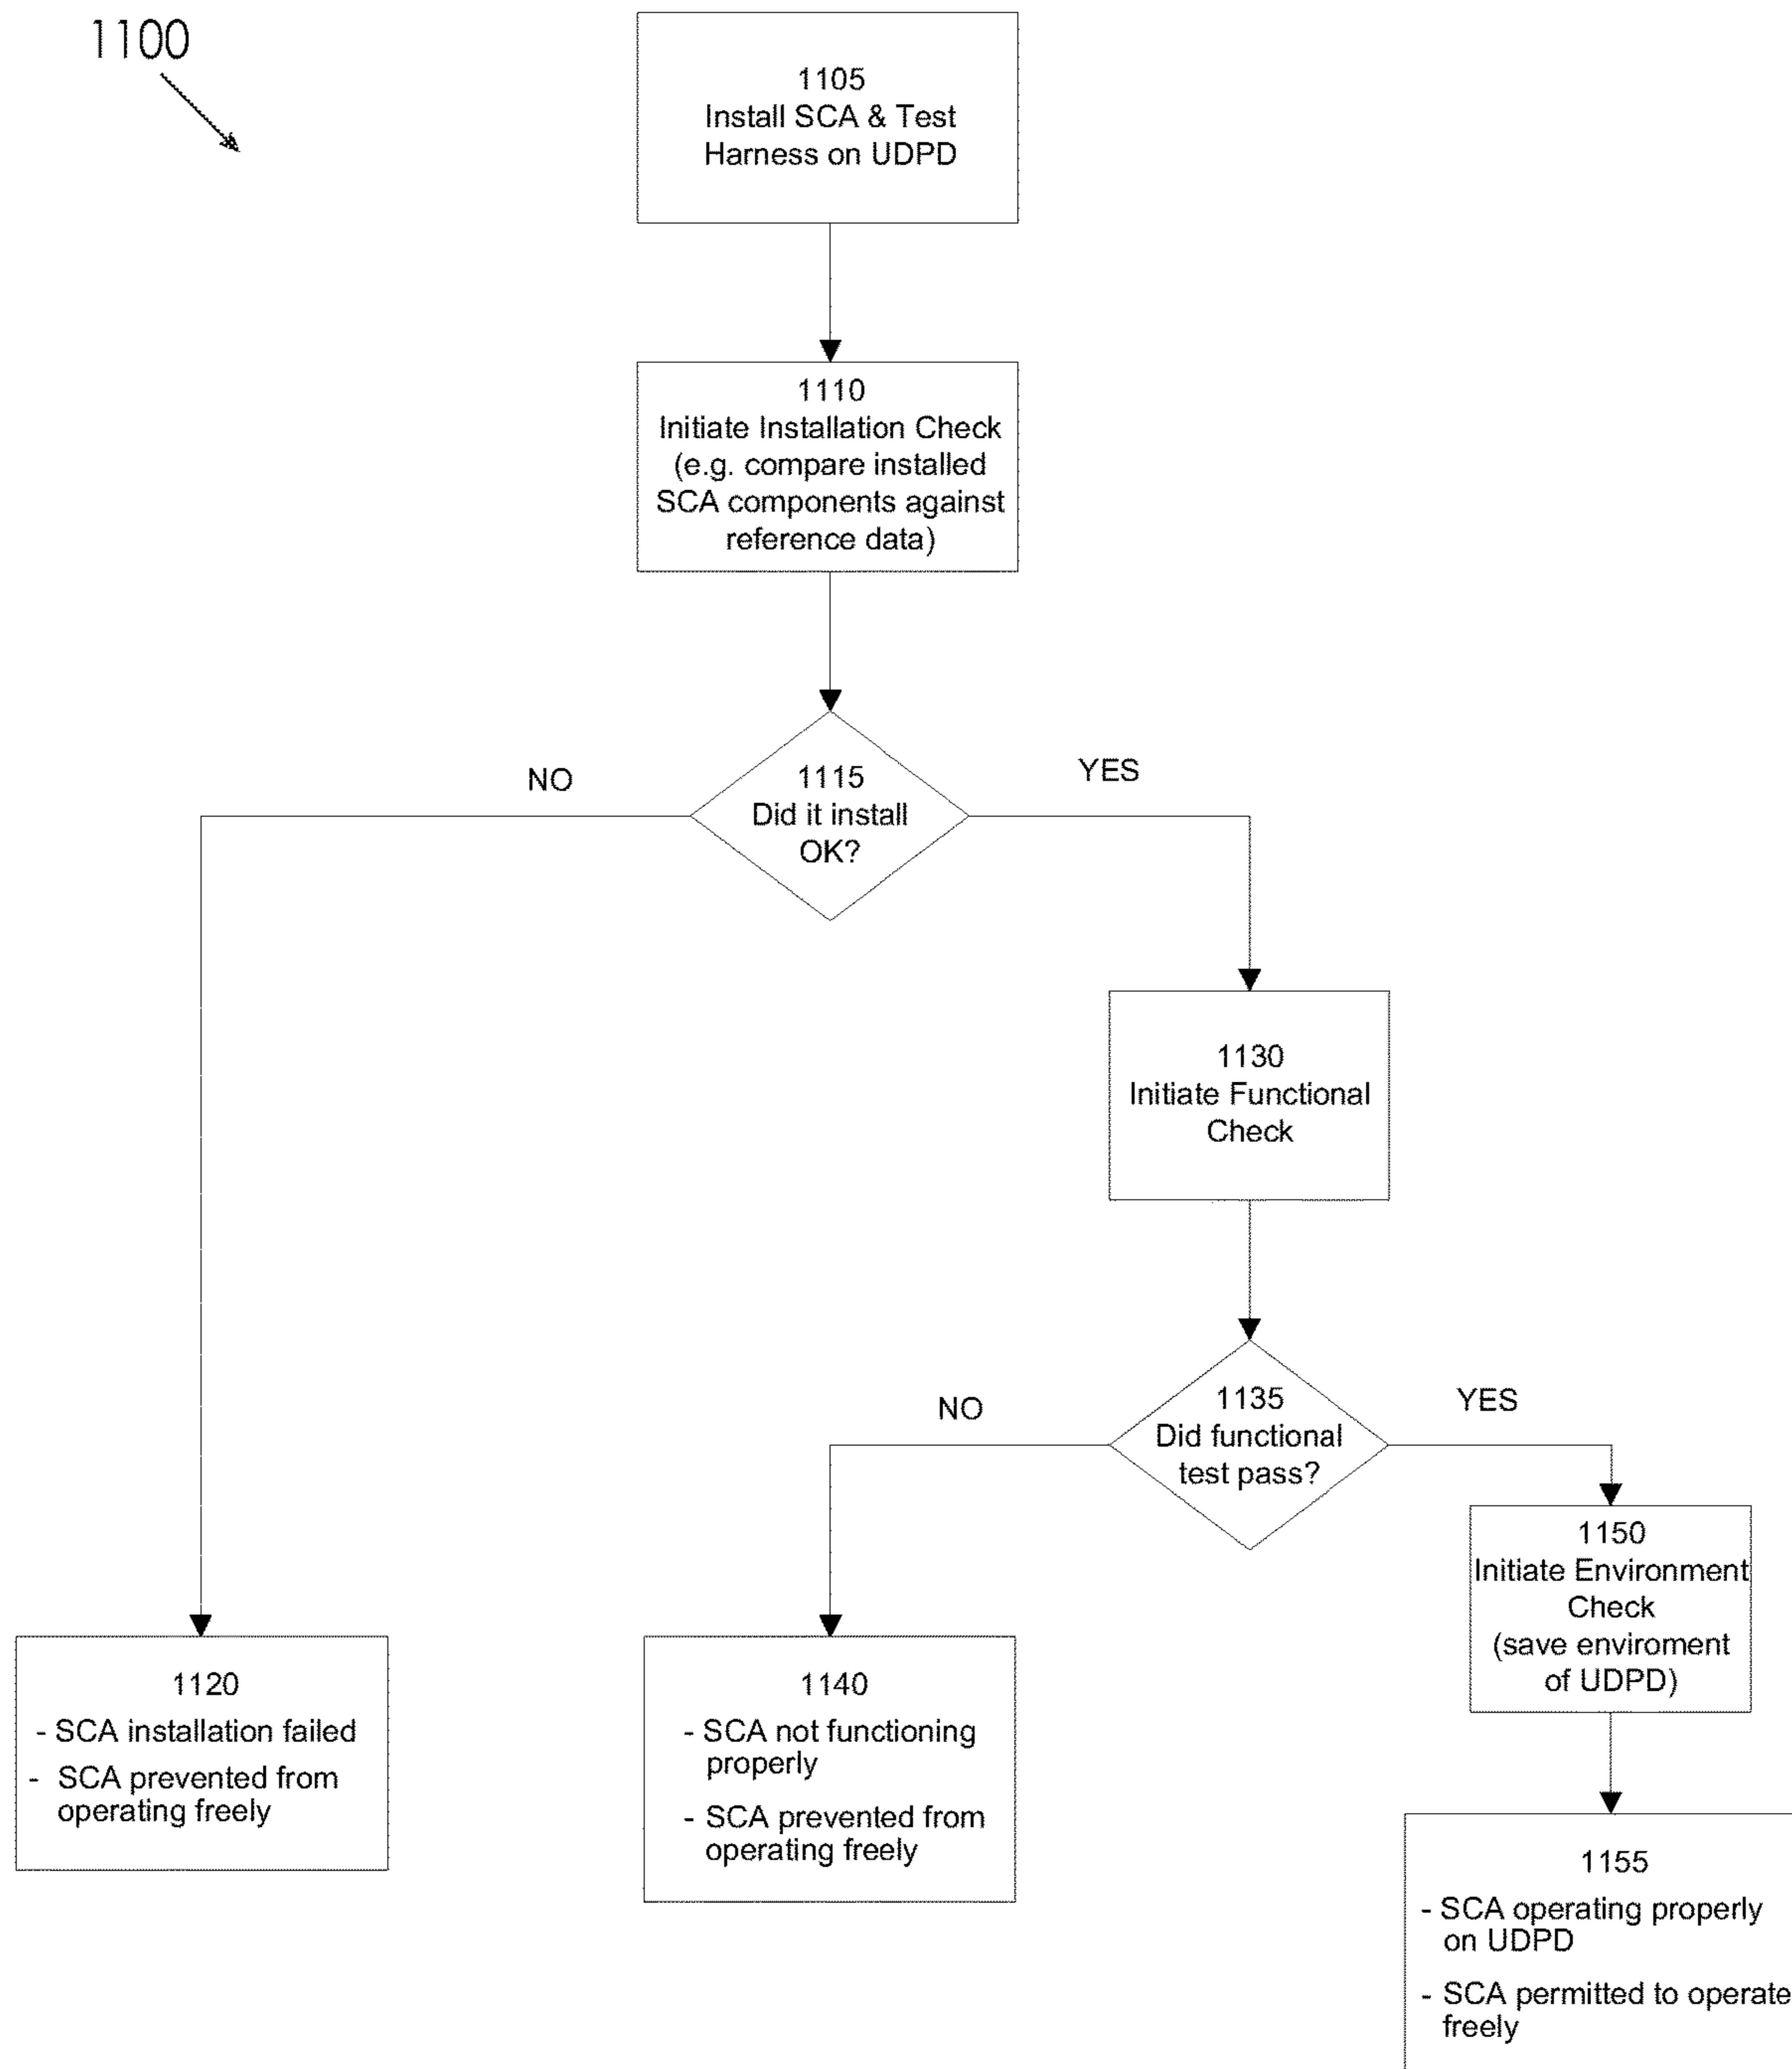 1100
1105
Install SCA & Test
Harness on UDPD
1110
Initiate Installation Check
(e.g. compare installed
SCA components against
reference data)
NO
YES
1115
Did it install
OK?
1130
Initiate Functional
Check
NO
YES
1135
Did functional
test pass?
1150
Initiate Environment
Check
(save enviroment
of UDPD)
1120
- SCA installation failed
- SCA prevented from
operating freely
1140
- SCA not functioning
properly
- SCA prevented from
operating freely
1155
- SCA operating properly
on UDPD
- SCA permitted to operate
freely